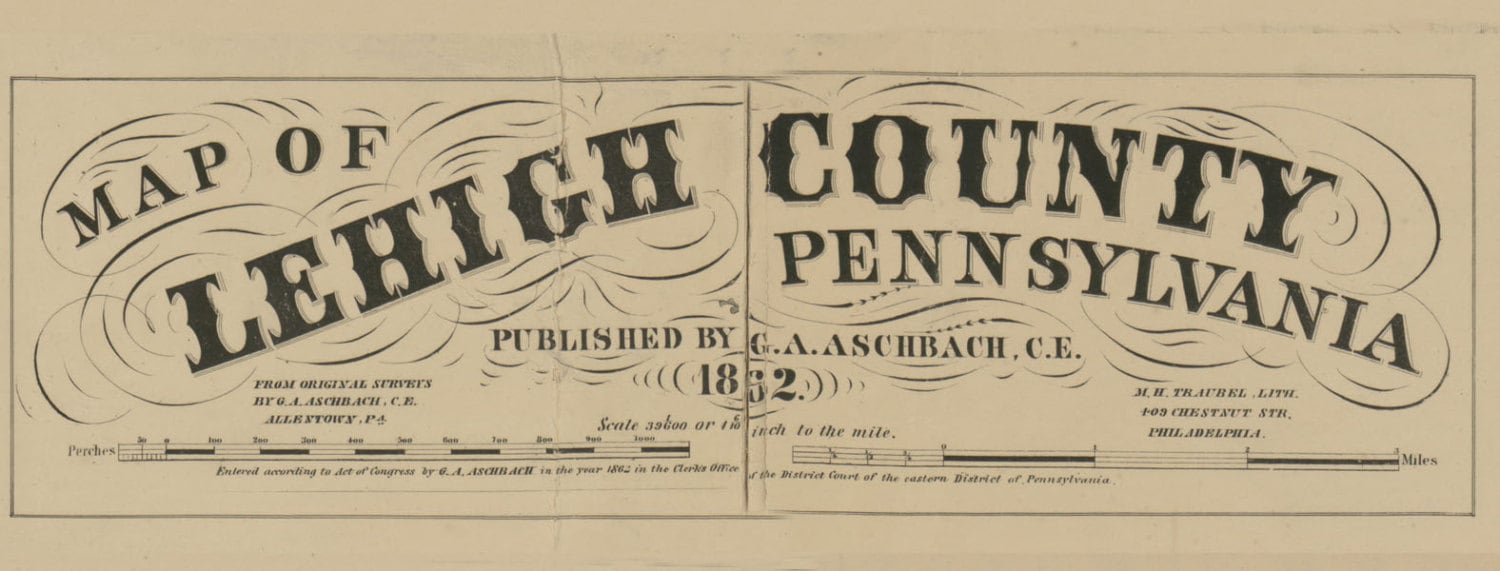 MAP OF
LEHIGH COUNTY
PENNSYLVANIA
PUBLISHED BY G.A. ASCHBACH, C.E.
1862.
FROM ORIGINAL SURVEYS
BY G.A. ASCHBACH, C.E.
ALLENTOWN, PA.
M.H. TRAUBEL, LITH.
409 CHESTNUT STR.
PHILADELPHIA.
Scale 1/39600 or 1 6/10 inch to the mile.
Perches 50 0 100 200 300 400 500 600 700 800 900 1000
0 1 2 3 Miles
Entered according to Act of Congress by G.A. ASCHBACH in the year 1862 in the Clerk's Office of the District Court of the eastern District of Pennsylvania.